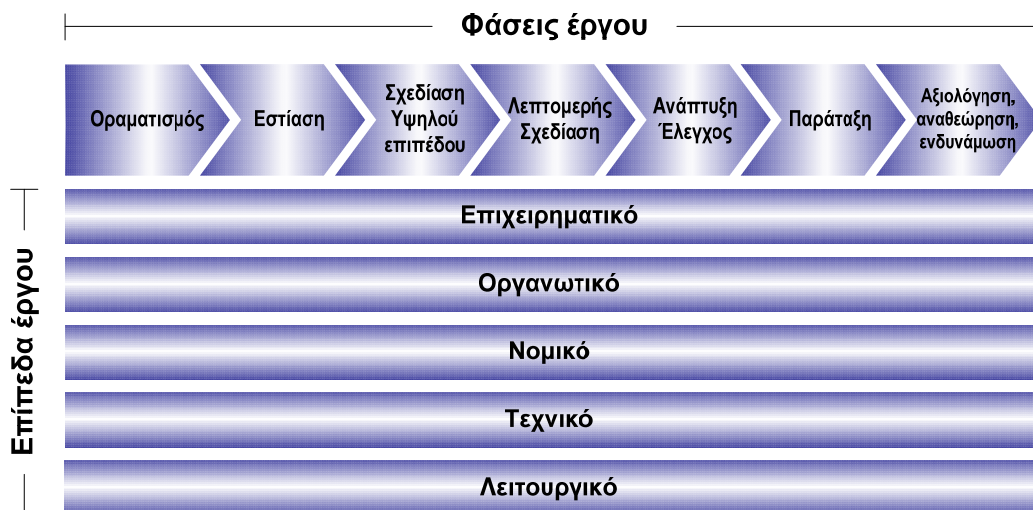 Φάσεις έργου
Οραματισμός
Εστίαση
Σχεδίαση
Υψηλού
επιπέδου
Λεπτομερής
Σχεδίαση
Ανάπτυξη
Έλεγχος
Παράταξη
Αξιολόγηση,
αναθεώρηση,
ενδυνάμωση
Επίπεδα έργου
Επιχειρηματικό
Οργανωτικό
Νομικό
Τεχνικό
Λειτουργικό